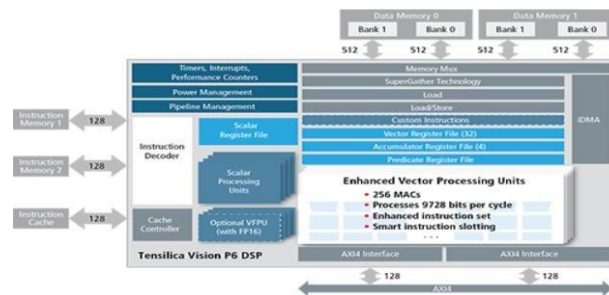 Data Memory 0
Data Memory 1
Bank 1
Bank 0
Bank 1
Bank 0
512
512
512
512
Timers, Interrupts,
Performance Counters
Memory Mux
SuperGather Technology
Power Management
Load
Pipeline Management
Load/Store
iDMA
Custom Instructions
Instruction
Memory 1
128
Scalar
Register File
Vector Register File (32)
Accumulator Register File (4)
Instruction
Decoder
Predicate Register File
Instruction
Memory 2
128
Scalar
Processing
Units
Enhanced Vector Processing Units
• 256 MACs
• Processes 9728 bits per cycle
• Enhanced instruction set
• Smart instruction slotting
...
Instruction
Cache
128
Cache
Controller
Optional VFPU
(with FP16)
Tensilica Vision P6 DSP
AXI4 Interface
AXI4 Interface
128
128
AXI4